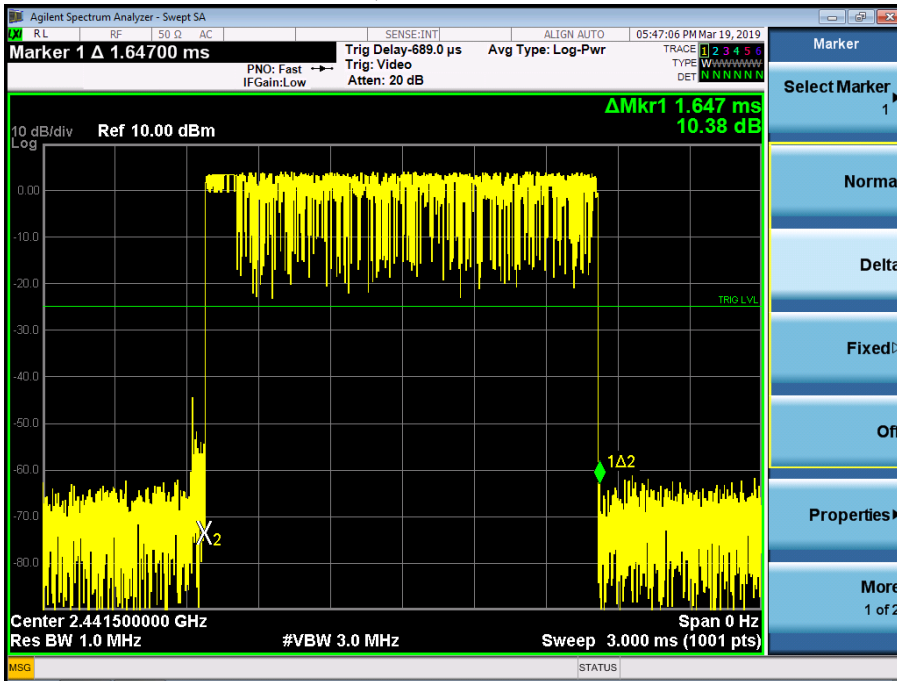 Agilent Spectrum Analyzer - Swept SA
LXI RL RF 50 Ω AC SENSE:INT ALIGN AUTO 05:47:06 PM Mar 19, 2019
Marker 1 Δ 1.64700 ms
Trig Delay-689.0 µs Avg Type: Log-Pwr TRACE 1 2 3 4 5 6
PNO: Fast Trig: Video TYPE WWWWWWW
IFGain:Low Atten: 20 dB DET N N N N N N
ΔMkr1 1.647 ms
10.38 dB
10 dB/div Ref 10.00 dBm
Log
0.00
-10.0
-20.0
TRIG LVL
-30.0
-40.0
-50.0
-60.0
1Δ2
-70.0
X2
-80.0
Center 2.441500000 GHz Span 0 Hz
Res BW 1.0 MHz #VBW 3.0 MHz Sweep 3.000 ms (1001 pts)
MSG STATUS
Marker
Select Marker
1
Norma
Delta
Fixed
Off
Properties
More
1 of 2